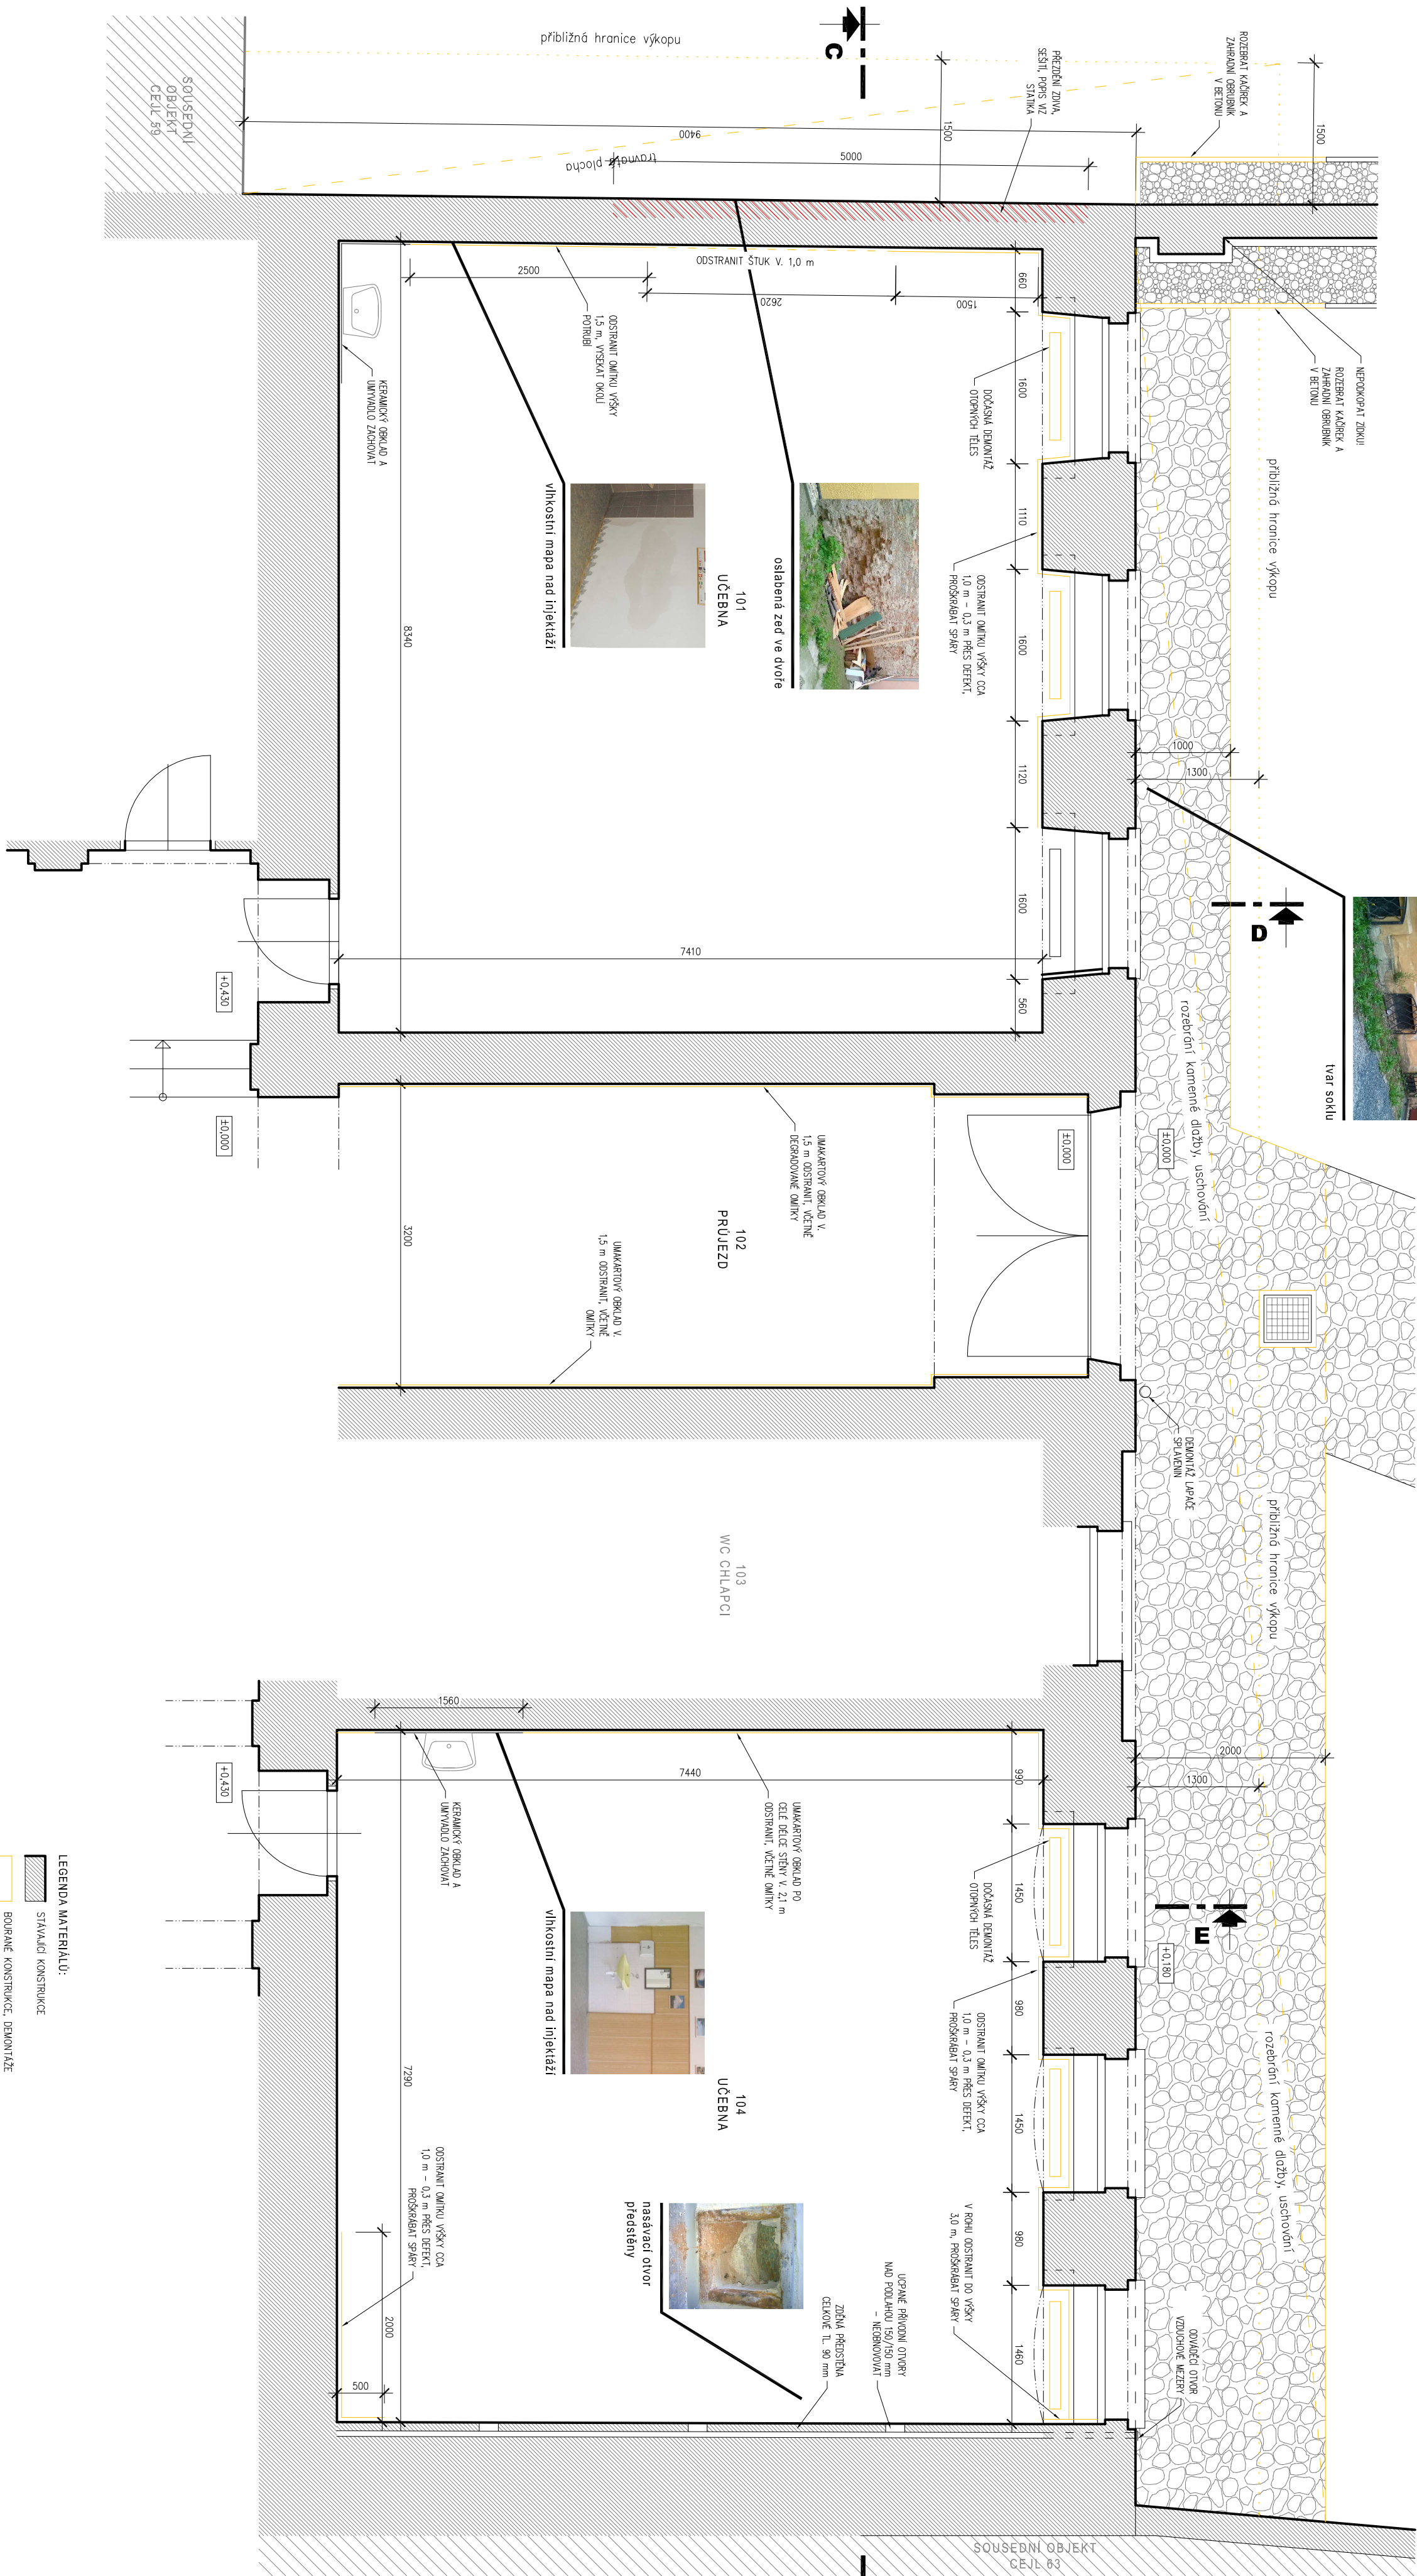 přibližná hranice výkopu
C
ROZEBRAT KAČÍREK A
ZAHRADNÍ OBRUBNÍK
V BETONU
PŘEZDĚNÍ ZDIVA,
SEŠITÍ, POPIS VIZ
STATIKA
1500
1500
9400
5000
travnatá plocha
SOUSEDNÍ
OBJEKT
CEJL 59
NEPODKOPAT ZÍDKU!
ROZEBRAT KAČÍREK A
ZAHRADNÍ OBRUBNÍK
V BETONU
přibližná hranice výkopu
ODSTRANIT ŠTUK V. 1,0 m
2500
2620
1500
660
ODSTRANIT OMÍTKU VÝŠKY
1,5 m, VYSEKAT OKOLÍ
POTRUBÍ
KERAMICKÝ OBKLAD A
UMYVADLO ZACHOVAT
1600
DOČASNÁ DEMONTÁŽ
OTOPNÝCH TĚLES
1110
ODSTRANIT OMÍTKU VÝŠKY CCA
1,0 m - 0,3 m PŘES DEFEKT,
PROŠKRÁBAT SPÁRY
oslabená zeď ve dvoře
vlhkostní mapa nad injektáží
101
UČEBNA
8340
1600
1120
1600
560
7410
1000
1300
D
tvar soklu
rozebrání kamenné dlažby, uschování
±0,000
±0,000
+0,430
±0,000
UMAKARTOVÝ OBKLAD V.
1,5 m ODSTRANIT, VČETNĚ
DEGRADOVANÉ OMÍTKY
102
PRŮJEZD
3200
UMAKARTOVÝ OBKLAD V.
1,5 m ODSTRANIT, VČETNĚ
OMÍTKY
DEMONTÁŽ LAPAČE
SPLAVENIN
přibližná hranice výkopu
103
WC CHLAPCI
1560
2000
1300
7440
990
+0,430
KERAMICKÝ OBKLAD A
UMYVADLO ZACHOVAT
UMAKARTOVÝ OBKLAD PO
CELÉ DÉLCE STĚNY V. 2,1 m
ODSTRANIT, VČETNĚ OMÍTKY
1450
DOČASNÁ DEMONTÁŽ
OTOPNÝCH TĚLES
E
+0,180
980
ODSTRANIT OMÍTKU VÝŠKY CCA
1,0 m - 0,3 m PŘES DEFEKT,
PROŠKRÁBAT SPÁRY
rozebrání kamenné dlažby, uschování
vlhkostní mapa nad injektáží
104
UČEBNA
7290
1450
980
1460
ODSTRANIT OMÍTKU VÝŠKY CCA
1,0 m - 0,3 m PŘES DEFEKT,
PROŠKRÁBAT SPÁRY
nasávací otvor
předstěny
V ROHU ODSTRANIT DO VÝŠKY
3,0 m, PROŠKRÁBAT SPÁRY
UCPANÉ PŘÍVODNÍ OTVORY
NAD PODLAHOU 150/150 mm
- NEOBNOVOVAT
ZDĚNÁ PŘEDSTĚNA
CELKOVÉ TL. 90 mm
ODVÁDĚCÍ OTVOR
VZDUCHOVÉ MEZERY
2000
500
SOUSEDNÍ OBJEKT
CEJL 63
LEGENDA MATERIÁLŮ:
STÁVAJÍCÍ KONSTRUKCE
BOURANÉ KONSTRUKCE, DEMONTÁŽE